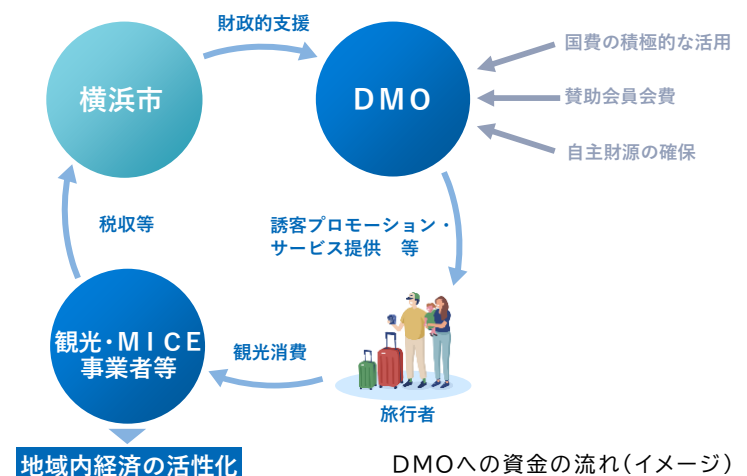 財政的支援
国費の積極的な活用
横浜市
DMO
賛助会員会費
自主財源の確保
税収等
誘客プロモーション・
サービス提供　等
観光・ＭＩＣＥ
事業者等
観光消費
旅行者
地域内経済の活性化
DMOへの資金の流れ(イメージ)